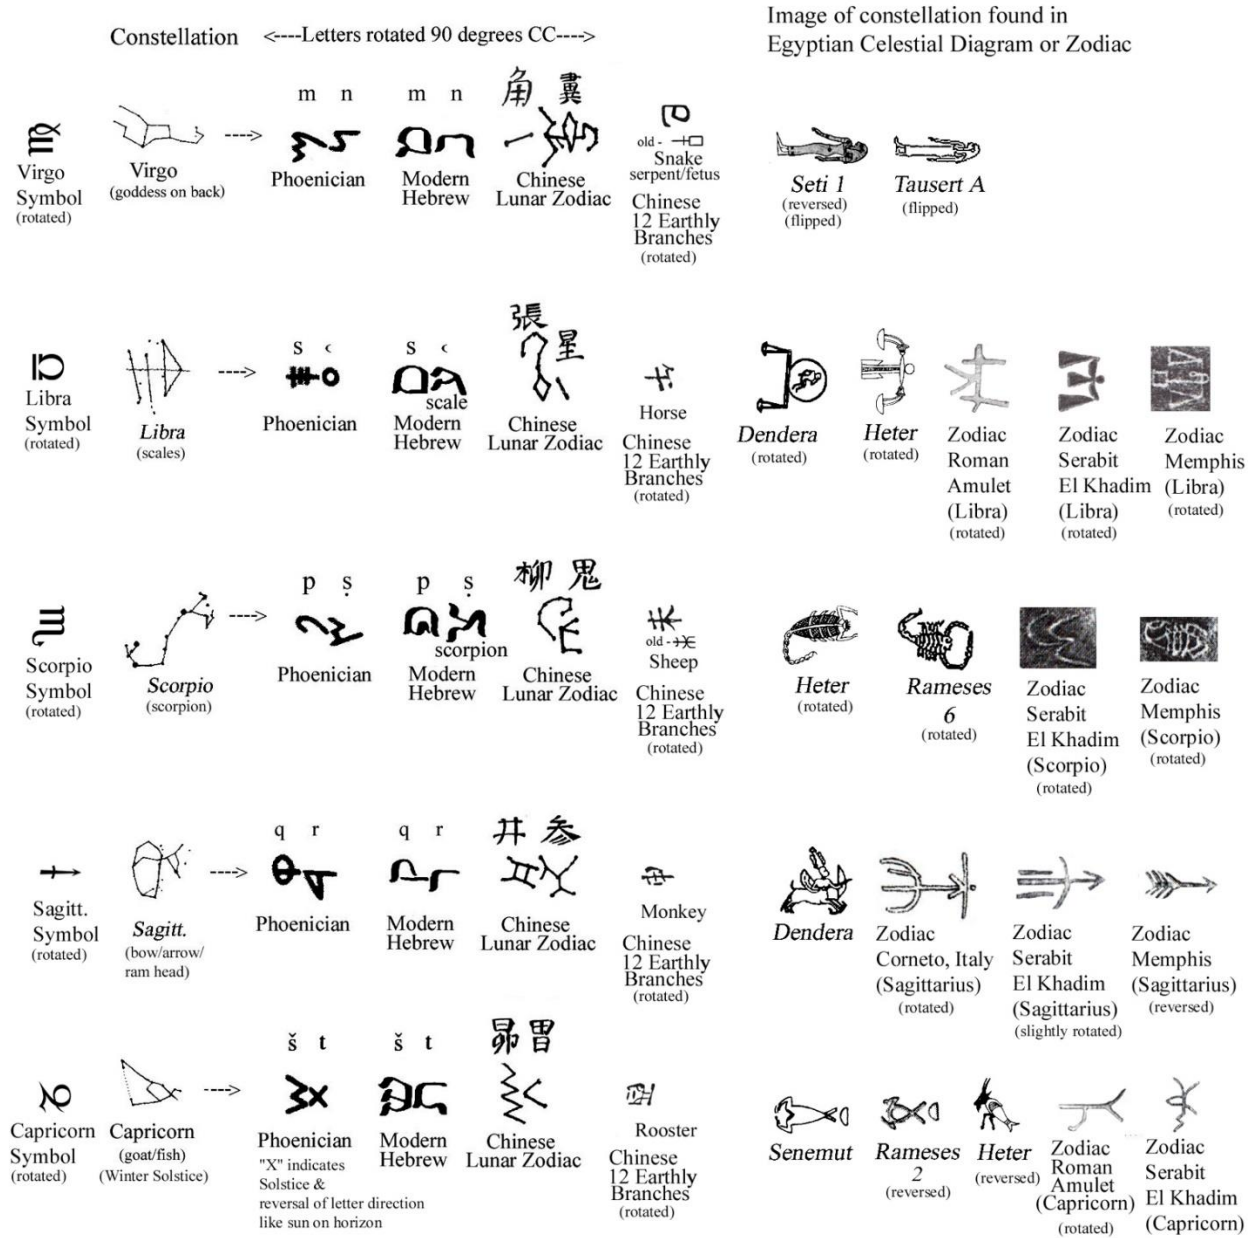 Image of constellation found in
Egyptian Celestial Diagram or Zodiac
Constellation <----Letters rotated 90 degrees CC---->
m n m n 角 翼
old -
Virgo
Symbol
(rotated)
Virgo
(goddess on back)
---->
Phoenician
Modern
Hebrew
Chinese
Lunar Zodiac
Snake
serpent/fetus
Chinese
12 Earthly
Branches
(rotated)
Seti 1
(reversed)
(flipped)
Tausert A
(flipped)
張
星
s ʿ s ʿ
Libra
Symbol
(rotated)
Libra
(scales)
---->
Phoenician
scale
Modern
Hebrew
Chinese
Lunar Zodiac
Horse
Chinese
12 Earthly
Branches
(rotated)
Dendera
(rotated)
Heter
(rotated)
Zodiac
Roman
Amulet
(Libra)
(rotated)
Zodiac
Serabit
El Khadim
(Libra)
(rotated)
Zodiac
Memphis
(Libra)
(rotated)
p ṣ p ṣ 柳 鬼
Scorpio
Symbol
(rotated)
Scorpio
(scorpion)
---->
Phoenician
scorpion
Modern
Hebrew
Chinese
Lunar Zodiac
old -
Sheep
Chinese
12 Earthly
Branches
(rotated)
Heter
(rotated)
Rameses
6
(rotated)
Zodiac
Serabit
El Khadim
(Scorpio)
(rotated)
Zodiac
Memphis
(Scorpio)
(rotated)
q r q r 井 参
Sagitt.
Symbol
(rotated)
Sagitt.
(bow/arrow/
ram head)
---->
Phoenician
Modern
Hebrew
Chinese
Lunar Zodiac
Monkey
Chinese
12 Earthly
Branches
(rotated)
Dendera
Zodiac
Corneto, Italy
(Sagittarius)
(rotated)
Zodiac
Serabit
El Khadim
(Sagittarius)
(slightly rotated)
Zodiac
Memphis
(Sagittarius)
(reversed)
š t š t 昴 胃
Capricorn
Symbol
(rotated)
Capricorn
(goat/fish)
(Winter Solstice)
---->
Phoenician
"X" indicates
Solstice &
reversal of letter direction
like sun on horizon
Modern
Hebrew
Chinese
Lunar Zodiac
Rooster
Chinese
12 Earthly
Branches
(rotated)
Senemut
Rameses
2
(reversed)
Heter
(reversed)
Zodiac
Roman
Amulet
(Capricorn)
(rotated)
Zodiac
Serabit
El Khadim
(Capricorn)